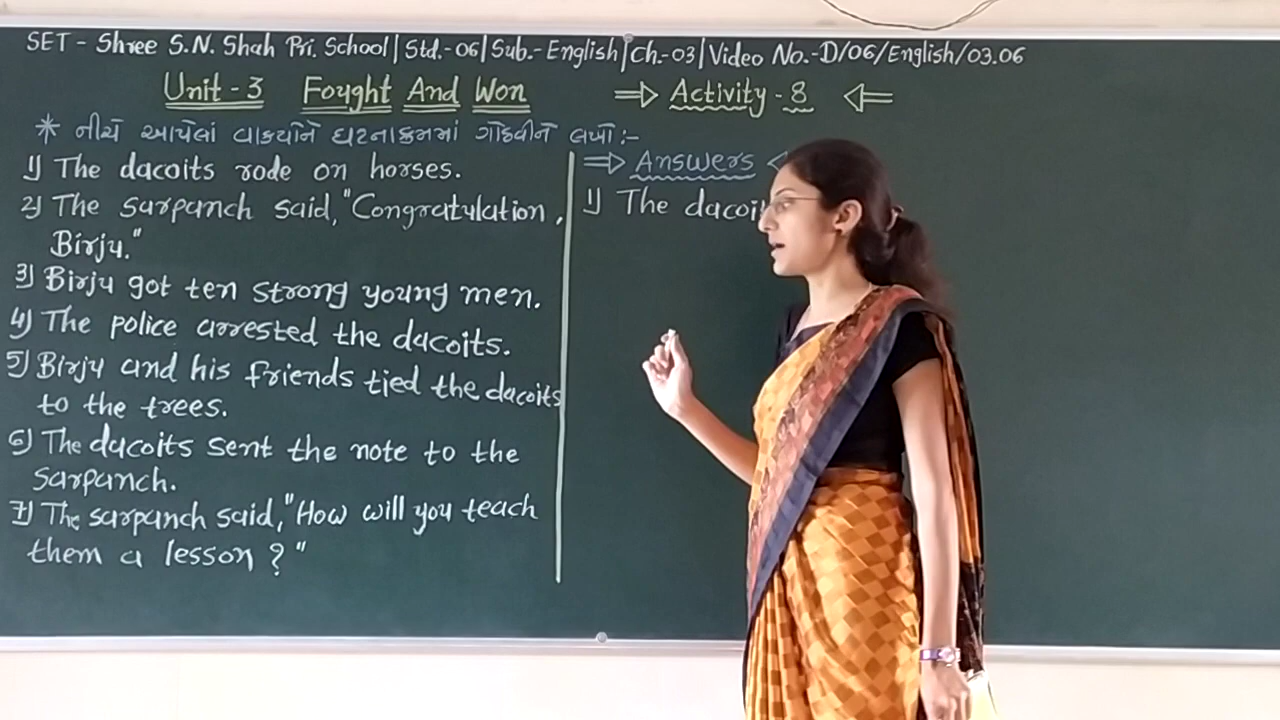 SET - Shree S.N. Shah Pri. School | Std.-06 | Sub.- English | Ch.-03 | Video No.-D/06/English/03.06
Unit - 3 Fought And Won ⇒ Activity - 8 ⇐
* નીચે આપેલાં વાક્યોને ઘટનાક્રમમાં ગોઠવીને લખો :-
1) The dacoits rode on horses.
2) The sarpanch said, "Congratulation,
Birju."
3) Birju got ten strong young men.
4) The police arrested the dacoits.
5) Birju and his friends tied the dacoits
to the trees.
6) The dacoits sent the note to the
sarpanch.
7) The sarpanch said, "How will you teach
them a lesson ?"
⇒ Answers
1) The dacoit